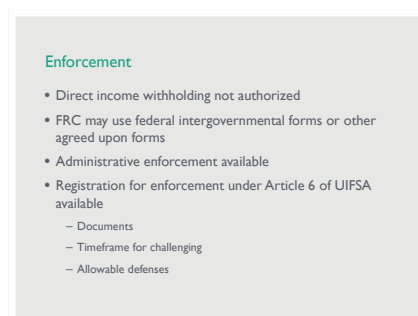 Enforcement
• Direct income withholding not authorized
• FRC may use federal intergovernmental forms or other
agreed upon forms
• Administrative enforcement available
• Registration for enforcement under Article 6 of UIFSA
available
– Documents
– Timeframe for challenging
– Allowable defenses